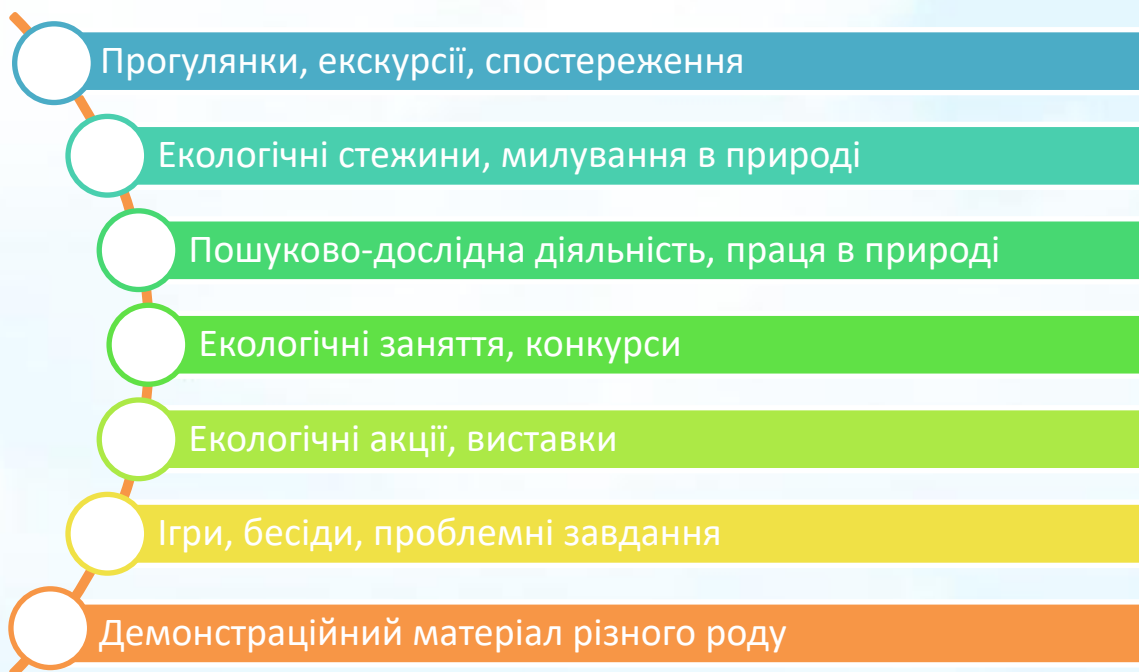 Прогулянки, екскурсії, спостереження
Екологічні стежини, милування в природі
Пошуково-дослідна діяльність, праця в природі
Екологічні заняття, конкурси
Екологічні акції, виставки
Ігри, бесіди, проблемні завдання
Демонстраційний матеріал різного роду